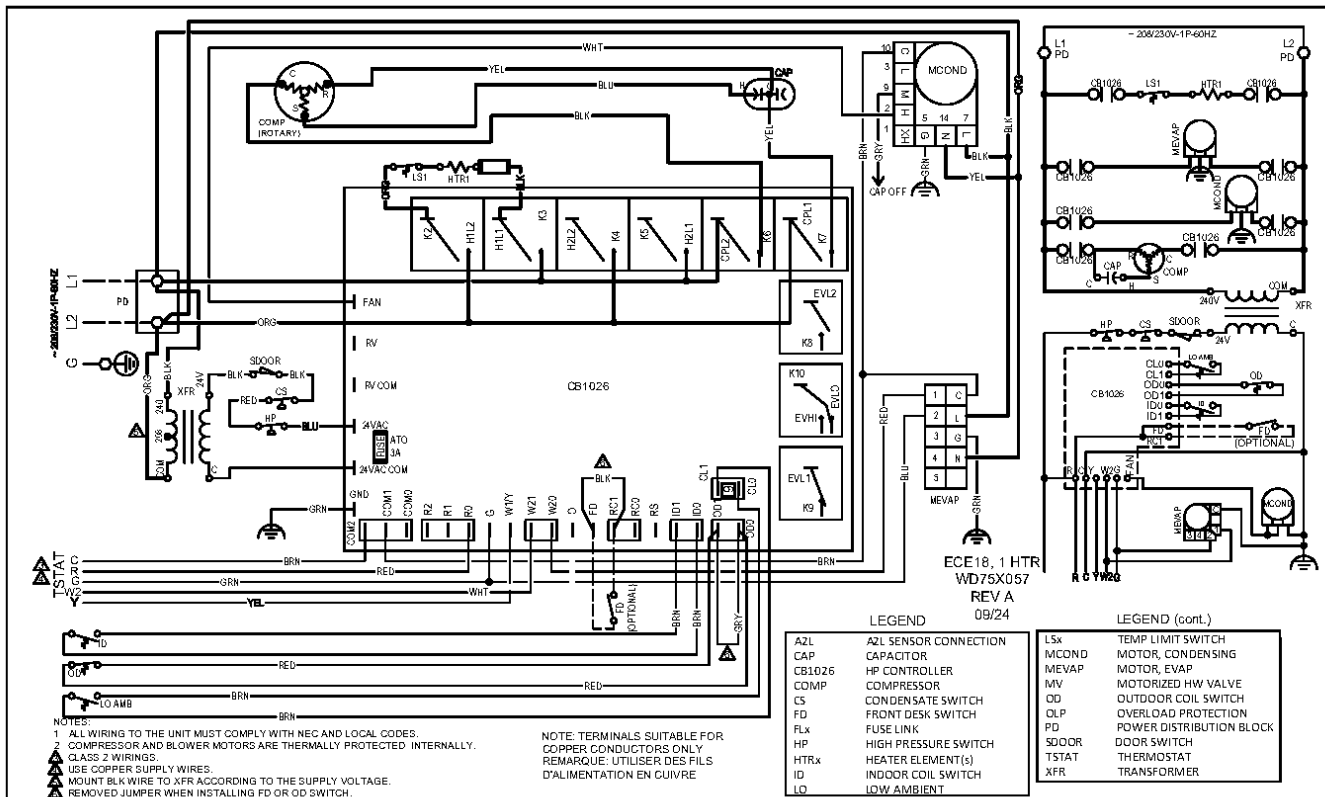 WHT
YEL
BLU
BLK
CAP
H
C
YEL
C
R
S
COMP
(ROTARY)
LS1
HTR1
ORG
BLK
10
C
3
L
9
M
2
H
1
XH
MCOND
5
14
7
G
N
L
BRN
GRY
CAP OFF
GRN
BLK
YEL
BLK
ORG
K2
H1L2
H1L1
K3
H2L2
K4
K5
H2L1
CPL2
K6
CPL1
K7
EVL2
K8
K10
EVHI
EVLO
EVL1
K9
~ 208/230V-1P-60HZ
L1
L2
G
PD
ORG
ORG
BLK
XFR
240
208
COM
24V
C
SDOOR
BLK
BLK
RED
CS
HP
BLU
FAN
RV
RV COM
24VAC
FUSE
ATO
3A
24VAC COM
GND
GRN
CB1026
COM2
COM1
COM0
R2
R1
R0
G
W1/Y
W21
W20
O
FD
RC1
RC0
RS
ID1
ID0
OD1
OD0
CL1
CL0
9
BLK
RED
BLU
1
C
2
L
3
G
4
N
5
MEVAP
GRN
TSTAT
C
R
G
W2
Y
BRN
BRN
RED
GRN
WHT
YEL
FD
(OPTIONAL)
BRN
BRN
GRY
ID
OD
RED
RED
LO AMB
BRN
BRN
ECE18, 1 HTR
WD75X057
REV A
09/24
~ 208/230V-1P-60HZ
L1
PD
L2
PD
CB1026
LS1
HTR1
CB1026
MEVAP
CB1026
CB1026
MCOND
CB1026
CB1026
CB1026
CB1026
R
C
S
COMP
CAP
C
H
240V
COM
XFR
24V
C
HP
CS
SDOOR
CB1026
CL0
CL1
LO AMB
OD0
OD1
OD
ID0
ID1
ID
FD
RC1
FD
(OPTIONAL)
R C Y W2 G
FAN
MEVAP
MCOND
R C Y W2 G
NOTES:
1 ALL WIRING TO THE UNIT MUST COMPLY WITH NEC AND LOCAL CODES.
2 COMPRESSOR AND BLOWER MOTORS ARE THERMALLY PROTECTED INTERNALLY.
CLASS 2 WIRINGS.
USE COPPER SUPPLY WIRES.
MOUNT BLK WIRE TO XFR ACCORDING TO THE SUPPLY VOLTAGE.
REMOVED JUMPER WHEN INSTALLING FD OR OD SWITCH.
NOTE: TERMINALS SUITABLE FOR
COPPER CONDUCTORS ONLY
REMARQUE: UTILISER DES FILS
D'ALIMENTATION EN CUIVRE
LEGEND
A2L A2L SENSOR CONNECTION
CAP CAPACITOR
CB1026 HP CONTROLLER
COMP COMPRESSOR
CS CONDENSATE SWITCH
FD FRONT DESK SWITCH
FLx FUSE LINK
HP HIGH PRESSURE SWITCH
HTRx HEATER ELEMENT(s)
ID INDOOR COIL SWITCH
LO LOW AMBIENT
LEGEND (cont.)
LSx TEMP LIMIT SWITCH
MCOND MOTOR, CONDENSING
MEVAP MOTOR, EVAP
MV MOTORIZED HW VALVE
OD OUTDOOR COIL SWITCH
OLP OVERLOAD PROTECTION
PD POWER DISTRIBUTION BLOCK
SDOOR DOOR SWITCH
TSTAT THERMOSTAT
XFR TRANSFORMER